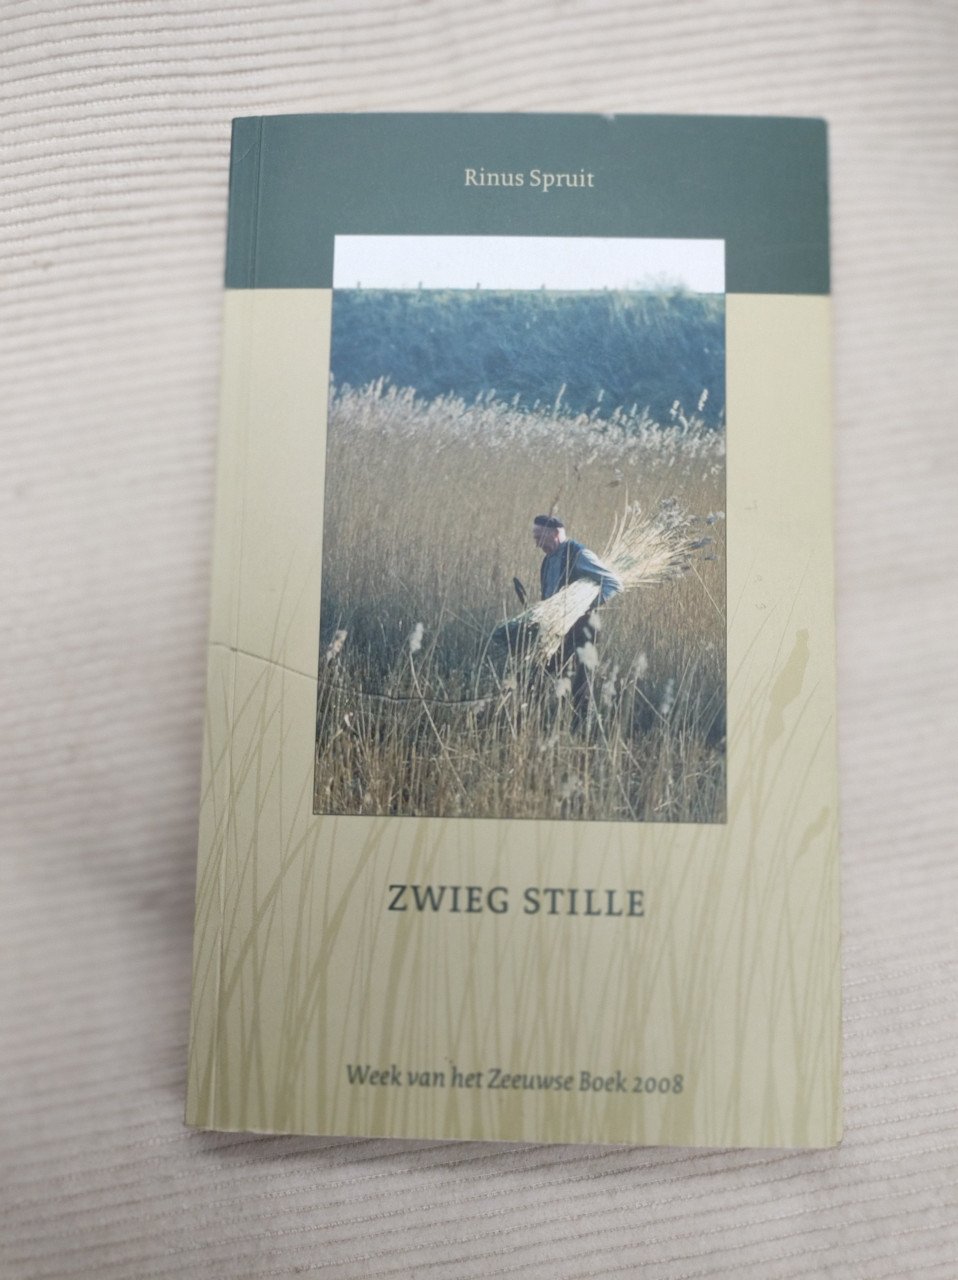 Rinus Spruit
ZWIEG STILLE
Week van het Zeeuwse Boek 2008